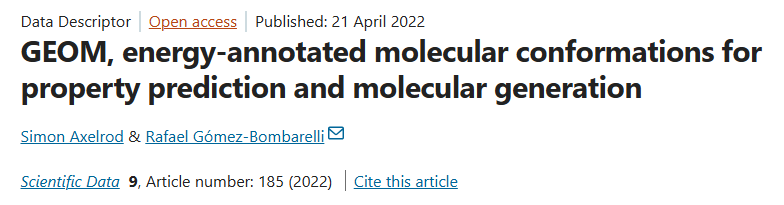 Data Descriptor | Open access | Published: 21 April 2022
GEOM, energy-annotated molecular conformations for
property prediction and molecular generation
Simon Axelrod & Rafael Gómez-Bombarelli
Scientific Data 9, Article number: 185 (2022) | Cite this article